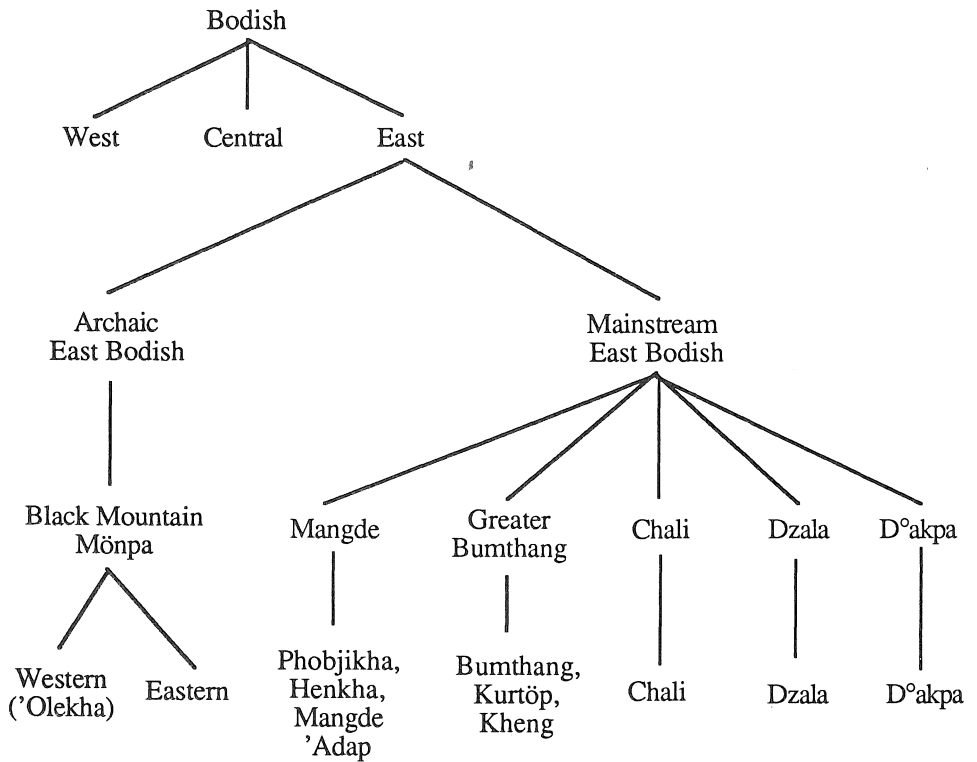 Bodish
West Central East
Archaic
East Bodish
Mainstream
East Bodish
Black Mountain
Mönpa
Mangde
Greater
Bumthang
Chali
Dzala
D°akpa
Western
('Olekha)
Eastern
Phobjikha,
Henkha,
Mangde
'Adap
Bumthang,
Kurtöp,
Kheng
Chali
Dzala
D°akpa